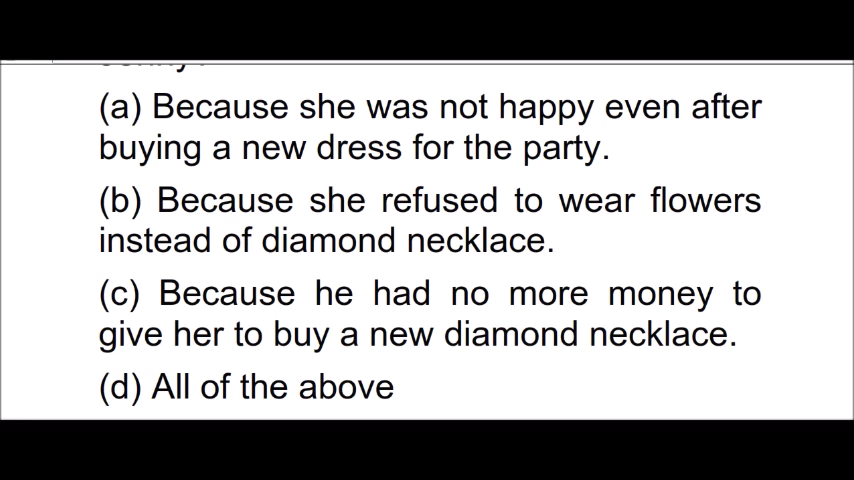 (a) Because she was not happy even after
buying a new dress for the party.
(b) Because she refused to wear flowers
instead of diamond necklace.
(c) Because he had no more money to
give her to buy a new diamond necklace.
(d) All of the above